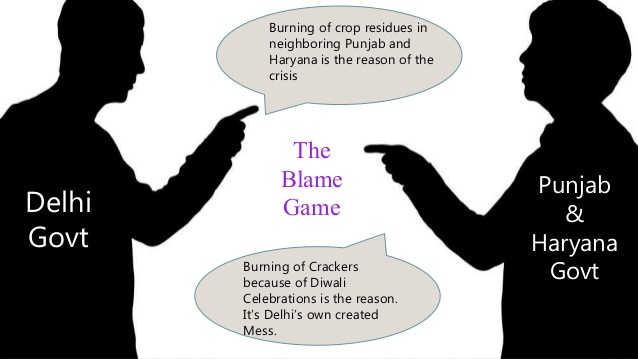 Burning of crop residues in
neighboring Punjab and
Haryana is the reason of the
crisis
The
Blame
Game
Delhi
Govt
Punjab
&
Haryana
Govt
Burning of Crackers
because of Diwali
Celebrations is the reason.
It's Delhi's own created
Mess.